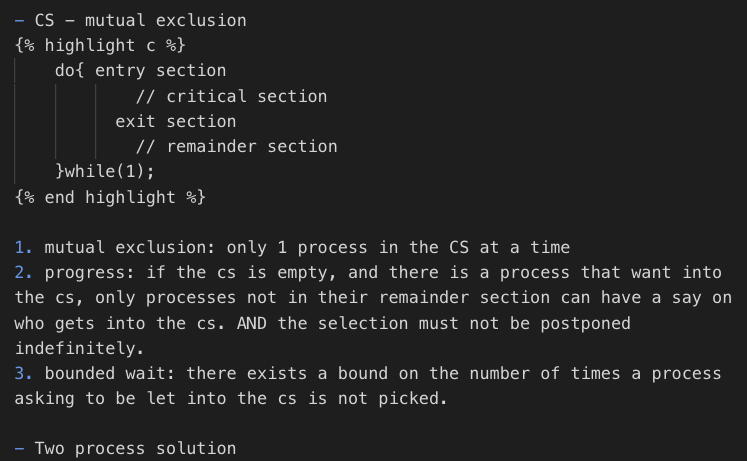 - CS - mutual exclusion
{% highlight c %}
do{ entry section
// critical section
exit section
// remainder section
}while(1);
{% end highlight %}
1. mutual exclusion: only 1 process in the CS at a time
2. progress: if the cs is empty, and there is a process that want into
the cs, only processes not in their remainder section can have a say on
who gets into the cs. AND the selection must not be postponed
indefinitely.
3. bounded wait: there exists a bound on the number of times a process
asking to be let into the cs is not picked.
- Two process solution